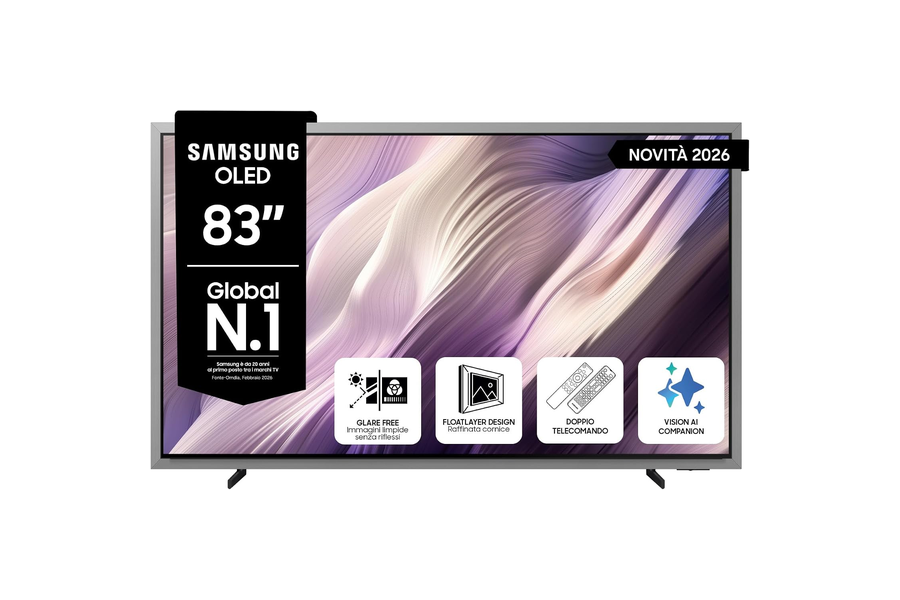 SAMSUNG
OLED
83”
Global
N.1
Samsung è da 20 anni
al primo posto tra i marchi TV
Fonte-Omdia, Febbraio 2026
NOVITÀ 2026
GLARE FREE
Immagini limpide
senza riflessi
FLOATLAYER DESIGN
Raffinata cornice
DOPPIO
TELECOMANDO
VISION AI
COMPANION